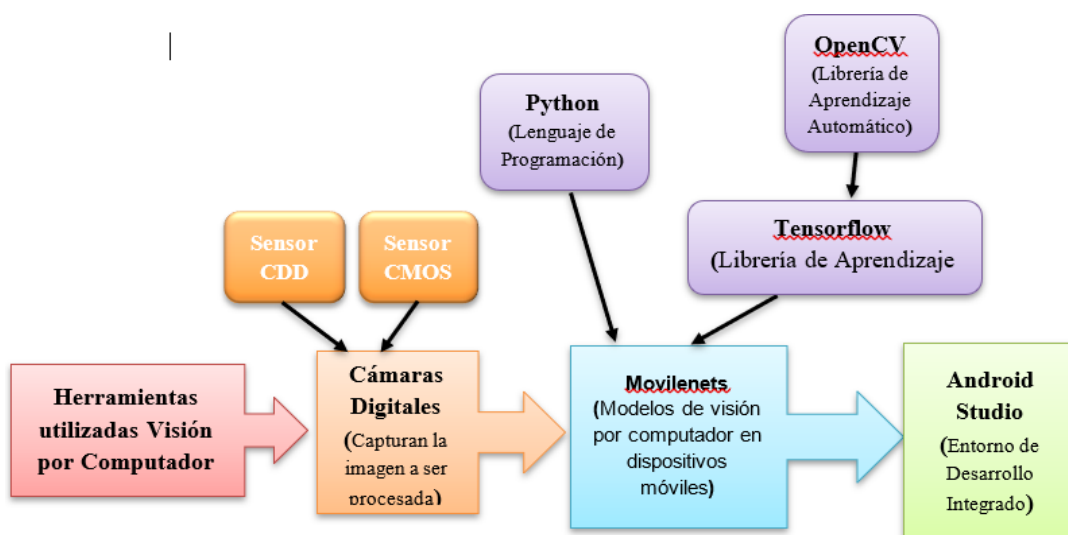 OpenCV
(Librería de
Aprendizaje
Automático)
Python
(Lenguaje de
Programación)
Tensorflow
(Librería de Aprendizaje
Sensor
CDD
Sensor
CMOS
Herramientas
utilizadas Visión
por Computador
Cámaras
Digitales
(Capturan la
imagen a ser
procesada)
Movilenets
(Modelos de visión
por computador en
dispositivos
móviles)
Android
Studio
(Entorno de
Desarrollo
Integrado)